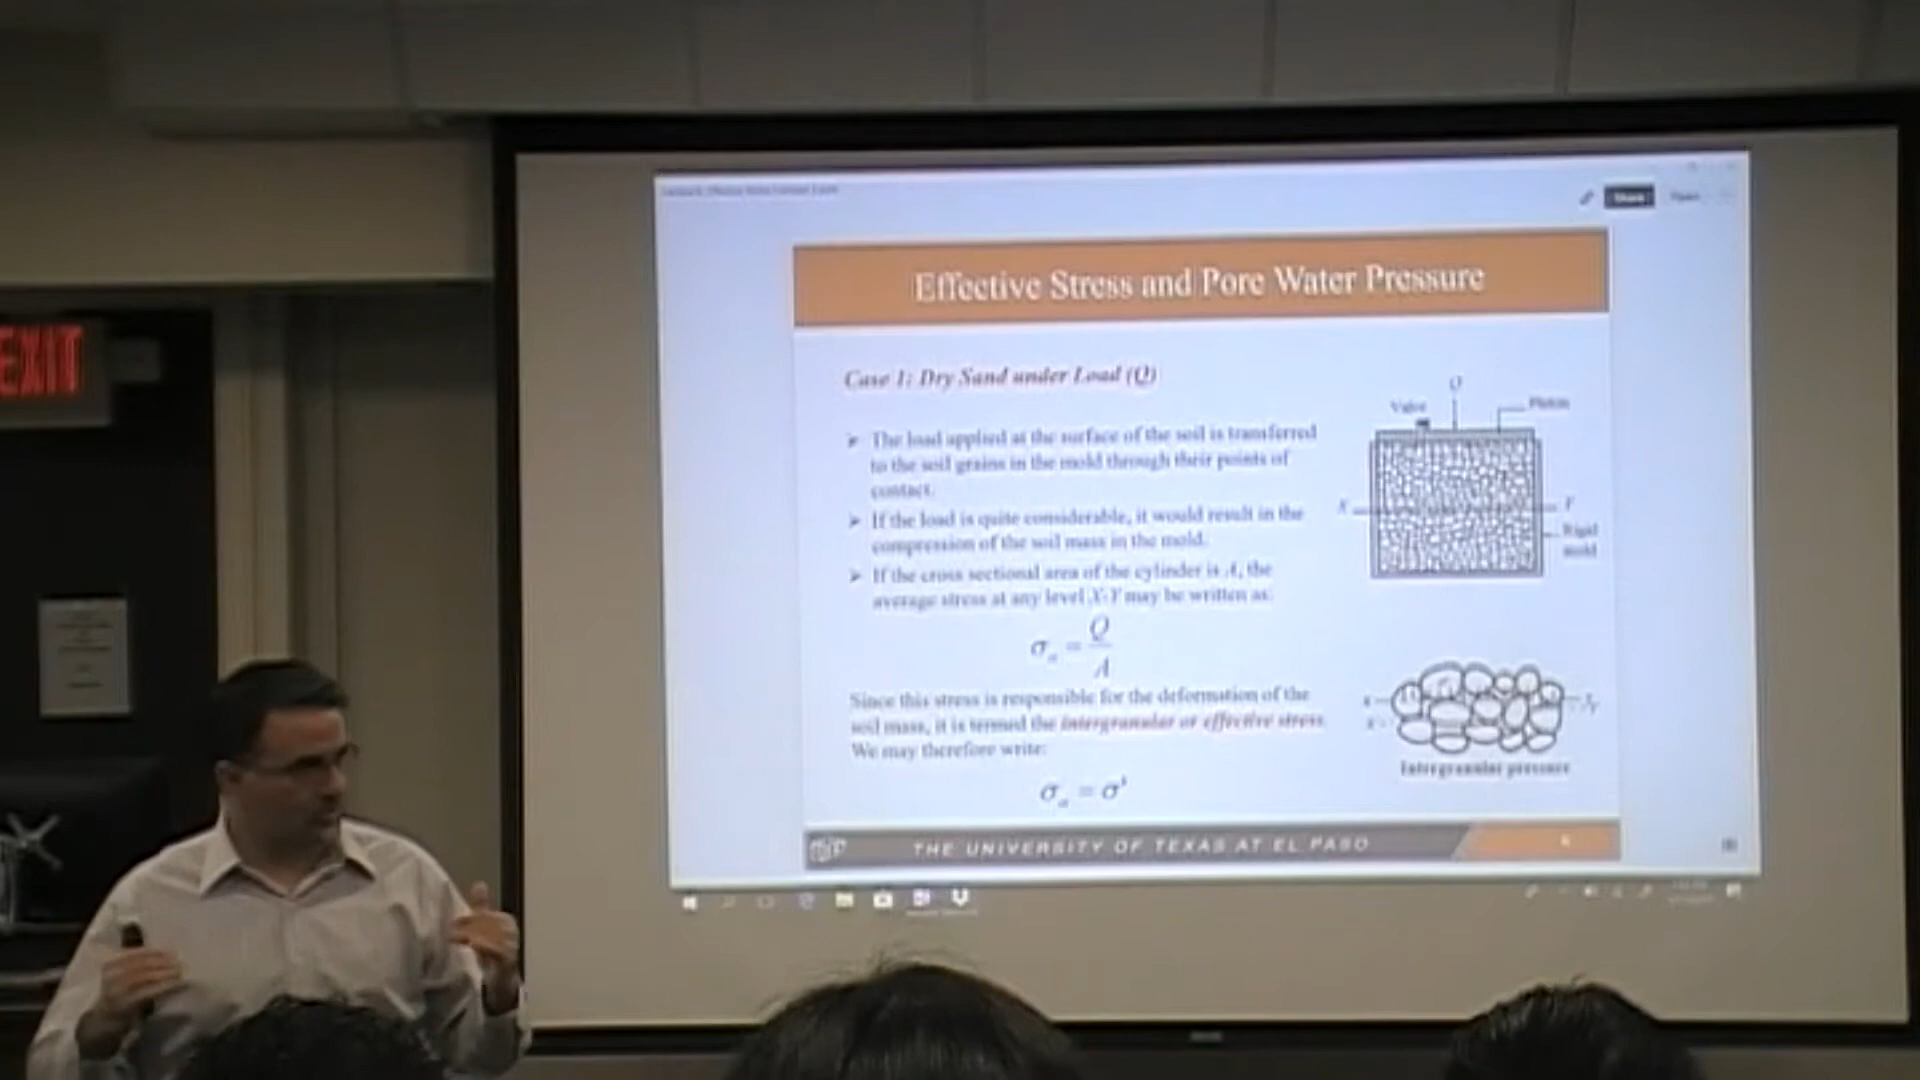 EXIT
Share
Effective Stress and Pore Water Pressure
Case 1: Dry Sand under Load (Q)
➤ The load applied at the surface of the soil is transferred
to the soil grains in the mold through their points of
contact.
➤ If the load is quite considerable, it would result in the
compression of the soil mass in the mold.
➤ If the cross sectional area of the cylinder is A, the
average stress at any level X-Y may be written as:
σ_a = Q/A
Since this stress is responsible for the deformation of the
soil mass, it is termed the intergranular or effective stress.
We may therefore write:
σ_a = σ'
Q
Valve
Piston
X
Y
Rigid
mold
Intergranular pressure
THE UNIVERSITY OF TEXAS AT EL PASO